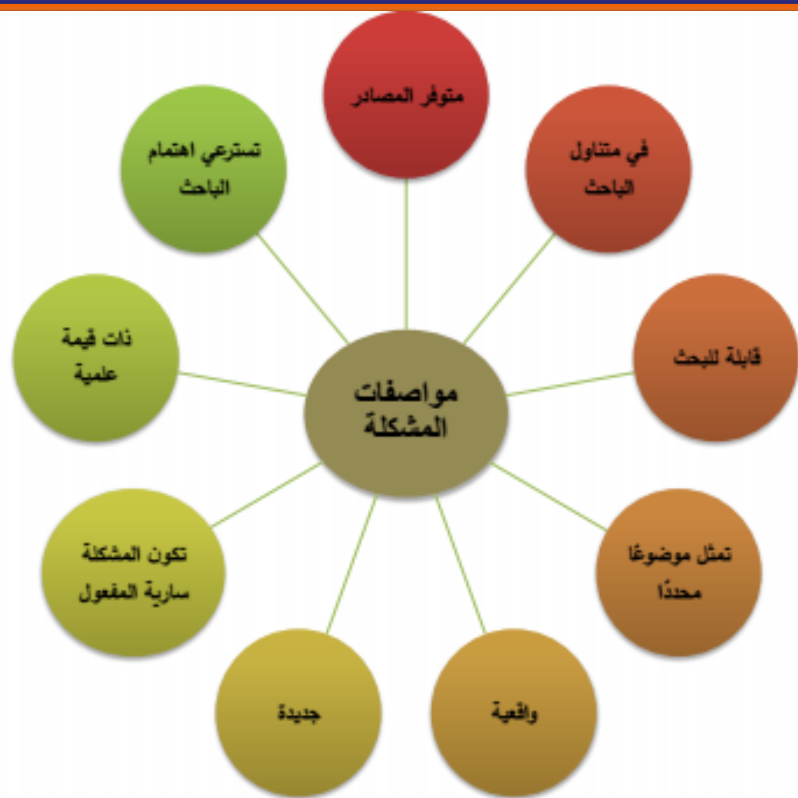 متوفر المصادر
في متناول
الباحث
قابلة للبحث
تمثل موضوعًا
محددًا
واقعية
جديدة
تكون المشكلة
سارية المفعول
ذات قيمة
علمية
تسترعي اهتمام
الباحث
مواصفات
المشكلة